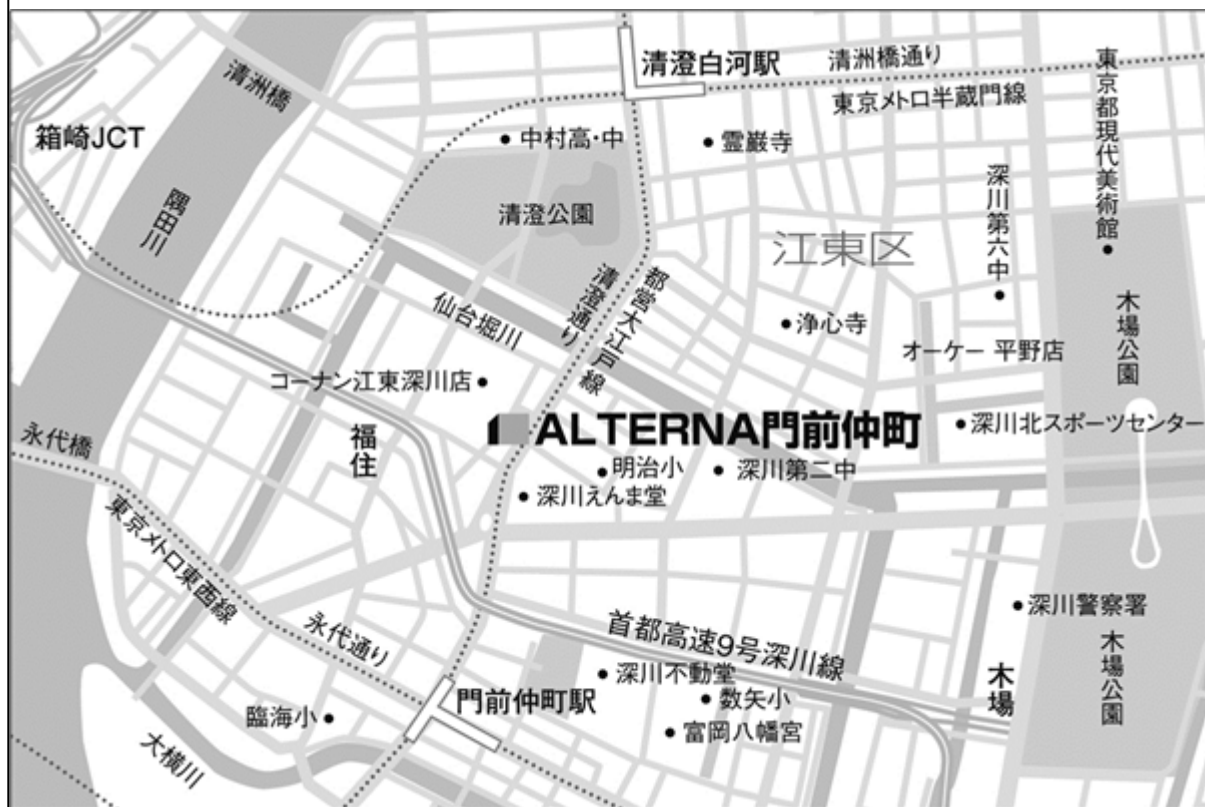 清澄白河駅
清洲橋通り
東京メトロ半蔵門線
東京都現代美術館
清洲橋
箱崎JCT
中村高・中
霊巌寺
隅田川
清澄公園
深川第六中
江東区
木場公園
仙台堀川
清澄通り
都営大江戸線
浄心寺
オーケー 平野店
コーナン江東深川店
永代橋
福住
ALTERNA門前仲町
深川北スポーツセンター
明治小
深川第二中
深川えんま堂
東京メトロ東西線
永代通り
首都高速9号深川線
深川警察署
木場
木場公園
深川不動堂
門前仲町駅
数矢小
臨海小
富岡八幡宮
大横川